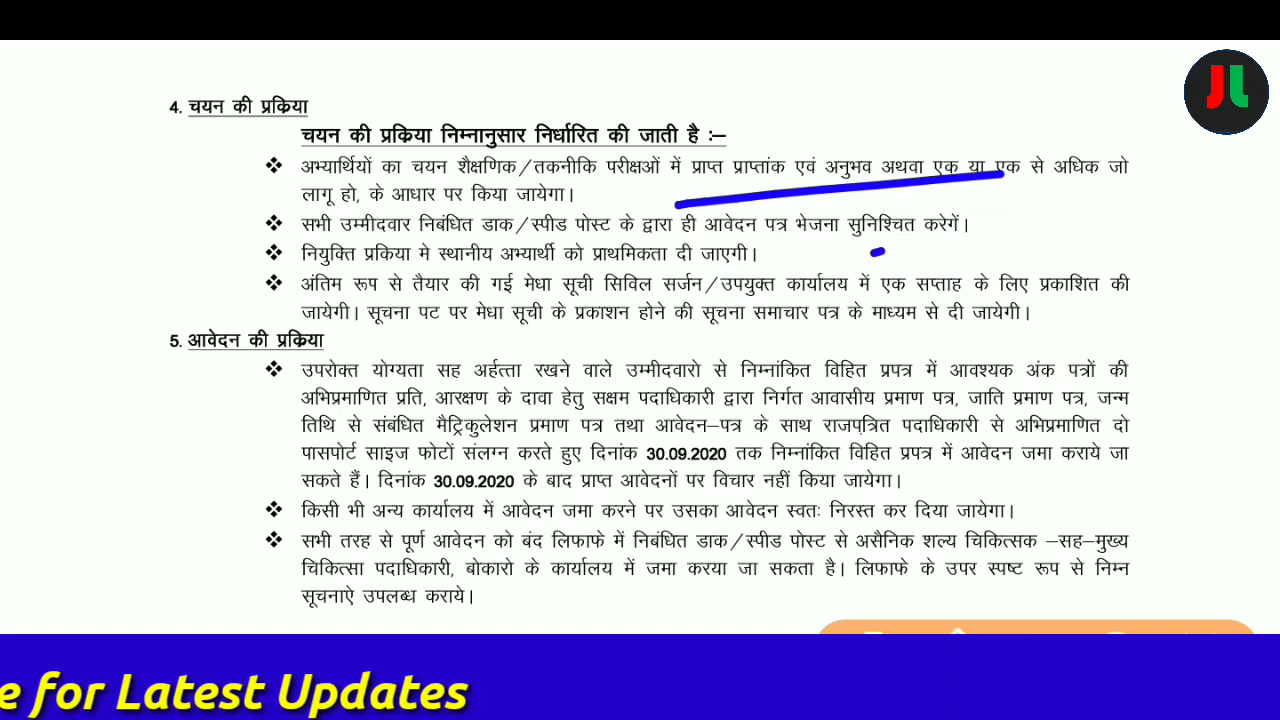 JL
4. चयन की प्रक्रिया
चयन की प्रक्रिया निम्नानुसार निर्धारित की जाती है :–
❖ अभ्यार्थियों का चयन शैक्षणिक/तकनीकि परीक्षओं में प्राप्त प्राप्तांक एवं अनुभव अथवा एक या एक से अधिक जो
लागू हो, के आधार पर किया जायेगा।
❖ सभी उम्मीदवार निबंधित डाक/स्पीड पोस्ट के द्वारा ही आवेदन पत्र भेजना सुनिश्चित करेगें।
❖ नियुक्ति प्रकिया मे स्थानीय अभ्यार्थी को प्राथमिकता दी जाएगी।
❖ अंतिम रूप से तैयार की गई मेधा सूची सिविल सर्जन/उपयुक्त कार्यालय में एक सप्ताह के लिए प्रकाशित की
जायेगी। सूचना पट पर मेधा सूची के प्रकाशन होने की सूचना समाचार पत्र के माध्यम से दी जायेगी।
5. आवेदन की प्रक्रिया
❖ उपरोक्त योग्यता सह अर्हत्ता रखने वाले उम्मीदवारो से निम्नांकित विहित प्रपत्र में आवश्यक अंक पत्रों की
अभिप्रमाणित प्रति, आरक्षण के दावा हेतु सक्षम पदाधिकारी द्वारा निर्गत आवासीय प्रमाण पत्र, जाति प्रमाण पत्र, जन्म
तिथि से संबंधित मैट्रिकुलेशन प्रमाण पत्र तथा आवेदन–पत्र के साथ राजपत्रित पदाधिकारी से अभिप्रमाणित दो
पासपोर्ट साइज फोटों संलग्न करते हुए दिनांक 30.09.2020 तक निम्नांकित विहित प्रपत्र में आवेदन जमा कराये जा
सकते हैं। दिनांक 30.09.2020 के बाद प्राप्त आवेदनों पर विचार नहीं किया जायेगा।
❖ किसी भी अन्य कार्यालय में आवेदन जमा करने पर उसका आवेदन स्वतः निरस्त कर दिया जायेगा।
❖ सभी तरह से पूर्ण आवेदन को बंद लिफाफे में निबंधित डाक/स्पीड पोस्ट से असैनिक शल्य चिकित्सक –सह–मुख्य
चिकित्सा पदाधिकारी, बोकारो के कार्यालय में जमा करया जा सकता है। लिफाफे के उपर स्पष्ट रूप से निम्न
सूचनाऐ उपलब्ध कराये।
e for Latest Updates